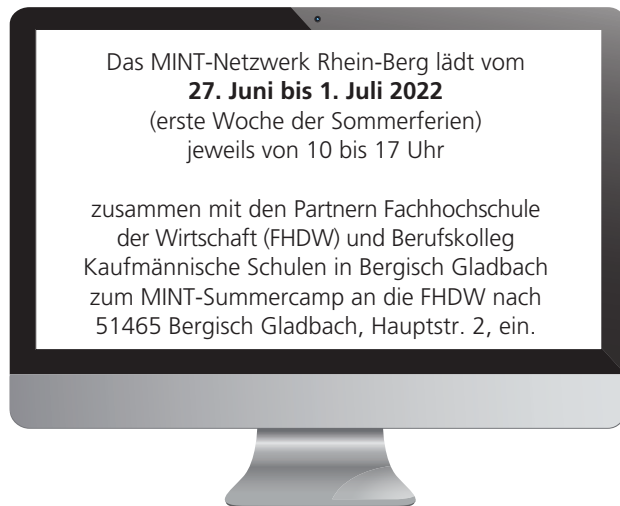 Das MINT-Netzwerk Rhein-Berg lädt vom
27. Juni bis 1. Juli 2022
(erste Woche der Sommerferien)
jeweils von 10 bis 17 Uhr
zusammen mit den Partnern Fachhochschule
der Wirtschaft (FHDW) und Berufskolleg
Kaufmännische Schulen in Bergisch Gladbach
zum MINT-Summercamp an die FHDW nach
51465 Bergisch Gladbach, Hauptstr. 2, ein.